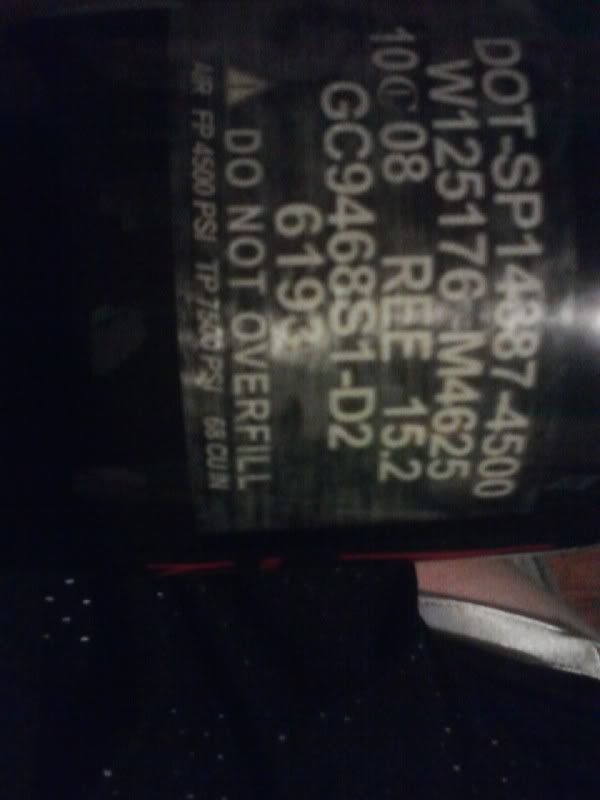 DOT-SP14387-4500
W125176 M4625
10 08 REE 15.2
GC9468S1-D2
6193
DO NOT OVERFILL
AIR FP 4500 PSI TP 7500 PSI 68 CU IN